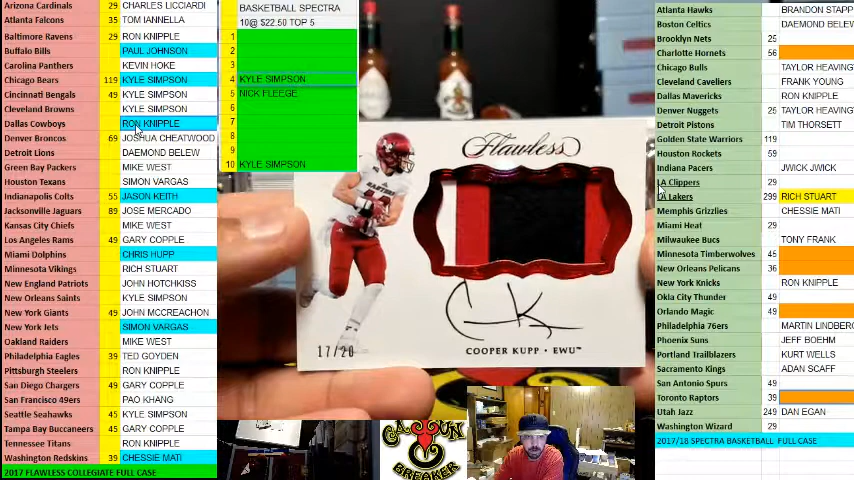 Arizona Cardinals 29 CHARLES LICCIARDI
Atlanta Falcons 35 TOM IANNELLA
Baltimore Ravens 29 RON KNIPPLE
Buffalo Bills PAUL JOHNSON
Carolina Panthers KEVIN HOKE
Chicago Bears 119 KYLE SIMPSON
Cincinnati Bengals 49 KYLE SIMPSON
Cleveland Browns KYLE SIMPSON
Dallas Cowboys RON KNIPPLE
Denver Broncos 69 JOSHUA CHEATWOOD
Detroit Lions DAEMOND BELEW
Green Bay Packers MIKE WEST
Houston Texans SIMON VARGAS
Indianapolis Colts 55 JASON KEITH
Jacksonville Jaguars 89 JOSE MERCADO
Kansas City Chiefs MIKE WEST
Los Angeles Rams 49 GARY COPPLE
Miami Dolphins CHRIS HUPP
Minnesota Vikings RICH STUART
New England Patriots JOHN HOTCHKISS
New Orleans Saints KYLE SIMPSON
New York Giants 49 JOHN MCCREACHON
New York Jets SIMON VARGAS
Oakland Raiders MIKE WEST
Philadelphia Eagles 39 TED GOYDEN
Pittsburgh Steelers RON KNIPPLE
San Diego Chargers 49 GARY COPPLE
San Francisco 49ers PAO KHANG
Seattle Seahawks 45 KYLE SIMPSON
Tampa Bay Buccaneers 45 GARY COPPLE
Tennessee Titans RON KNIPPLE
Washington Redskins 39 CHESSIE MATI
2017 FLAWLESS COLLEGIATE FULL CASE
BASKETBALL SPECTRA
10@ $22.50 TOP 5
1
2
3
4 KYLE SIMPSON
5 NICK FLEEGE
6
7
8
9
10 KYLE SIMPSON
Flawless
17/20
COOPER KUPP • EWU™
CAJUN
BREAKER
Atlanta Hawks BRANDON STAPP
Boston Celtics DAEMOND BELEW
Brooklyn Nets 25
Charlotte Hornets 56
Chicago Bulls TAYLOR HEAVING
Cleveland Cavaliers FRANK YOUNG
Dallas Mavericks RON KNIPPLE
Denver Nuggets 25 TAYLOR HEAVING
Detroit Pistons TIM THORSETT
Golden State Warriors 119
Houston Rockets 59
Indiana Pacers JWICK JWICK
LA Clippers 29
LA Lakers 299 RICH STUART
Memphis Grizzlies CHESSIE MATI
Miami Heat 29
Milwaukee Bucs TONY FRANK
Minnesota Timberwolves 45
New Orleans Pelicans 36
New York Knicks RON KNIPPLE
Okla City Thunder 49
Orlando Magic 49
Philadelphia 76ers MARTIN LINDBERG
Phoenix Suns JEFF BOEHM
Portland Trailblazers KURT WELLS
Sacramento Kings ADAN SCAFF
San Antonio Spurs 49
Toronto Raptors 39
Utah Jazz 249 DAN EGAN
Washington Wizard 29
2017/18 SPECTRA BASKETBALL FULL CASE